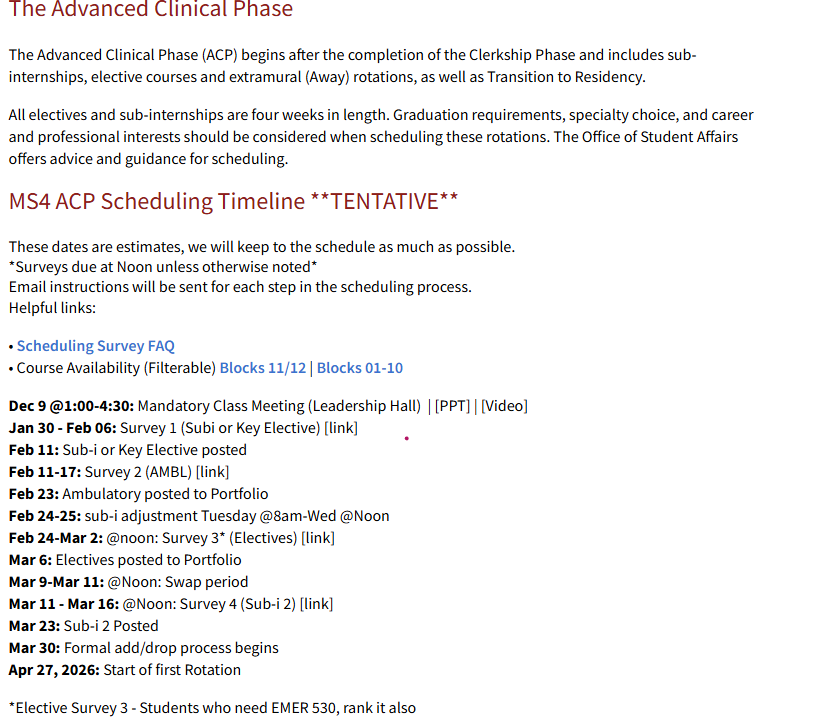 The Advanced Clinical Phase
The Advanced Clinical Phase (ACP) begins after the completion of the Clerkship Phase and includes sub-
internships, elective courses and extramural (Away) rotations, as well as Transition to Residency.
All electives and sub-internships are four weeks in length. Graduation requirements, specialty choice, and career
and professional interests should be considered when scheduling these rotations. The Office of Student Affairs
offers advice and guidance for scheduling.
MS4 ACP Scheduling Timeline **TENTATIVE**
These dates are estimates, we will keep to the schedule as much as possible.
*Surveys due at Noon unless otherwise noted*
Email instructions will be sent for each step in the scheduling process.
Helpful links:
• Scheduling Survey FAQ
• Course Availability (Filterable) Blocks 11/12 | Blocks 01-10
Dec 9 @1:00-4:30: Mandatory Class Meeting (Leadership Hall) | [PPT] | [Video]
Jan 30 - Feb 06: Survey 1 (Subi or Key Elective) [link]
Feb 11: Sub-i or Key Elective posted
Feb 11-17: Survey 2 (AMBL) [link]
Feb 23: Ambulatory posted to Portfolio
Feb 24-25: sub-i adjustment Tuesday @8am-Wed @Noon
Feb 24-Mar 2: @noon: Survey 3* (Electives) [link]
Mar 6: Electives posted to Portfolio
Mar 9-Mar 11: @Noon: Swap period
Mar 11 - Mar 16: @Noon: Survey 4 (Sub-i 2) [link]
Mar 23: Sub-i 2 Posted
Mar 30: Formal add/drop process begins
Apr 27, 2026: Start of first Rotation
*Elective Survey 3 - Students who need EMER 530, rank it also